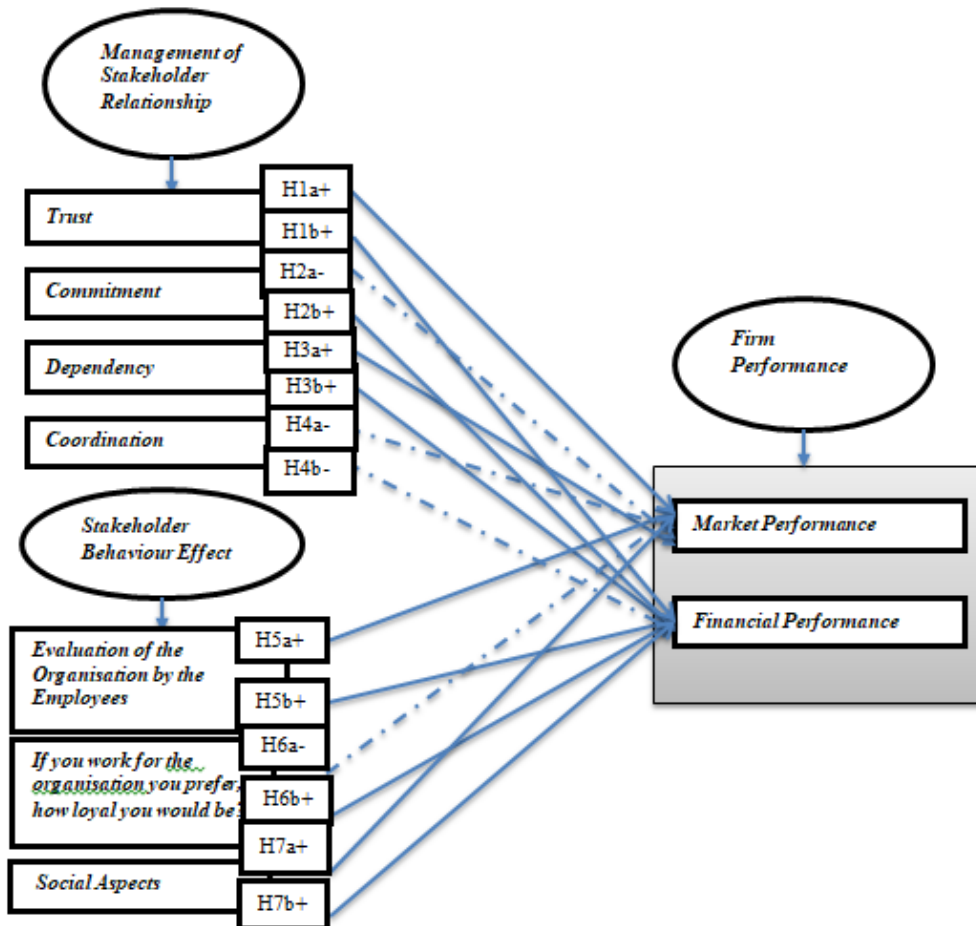 Management of
Stakeholder
Relationship
Trust
H1a+
H1b+
Commitment
H2a-
H2b+
Dependency
H3a+
H3b+
Coordination
H4a-
H4b-
Firm
Performance
Market Performance
Financial Performance
Stakeholder
Behaviour Effect
Evaluation of the
Organisation by the
Employees
H5a+
H5b+
If you work for the
organisation you prefer,
how loyal you would be?
H6a-
H6b+
Social Aspects
H7a+
H7b+